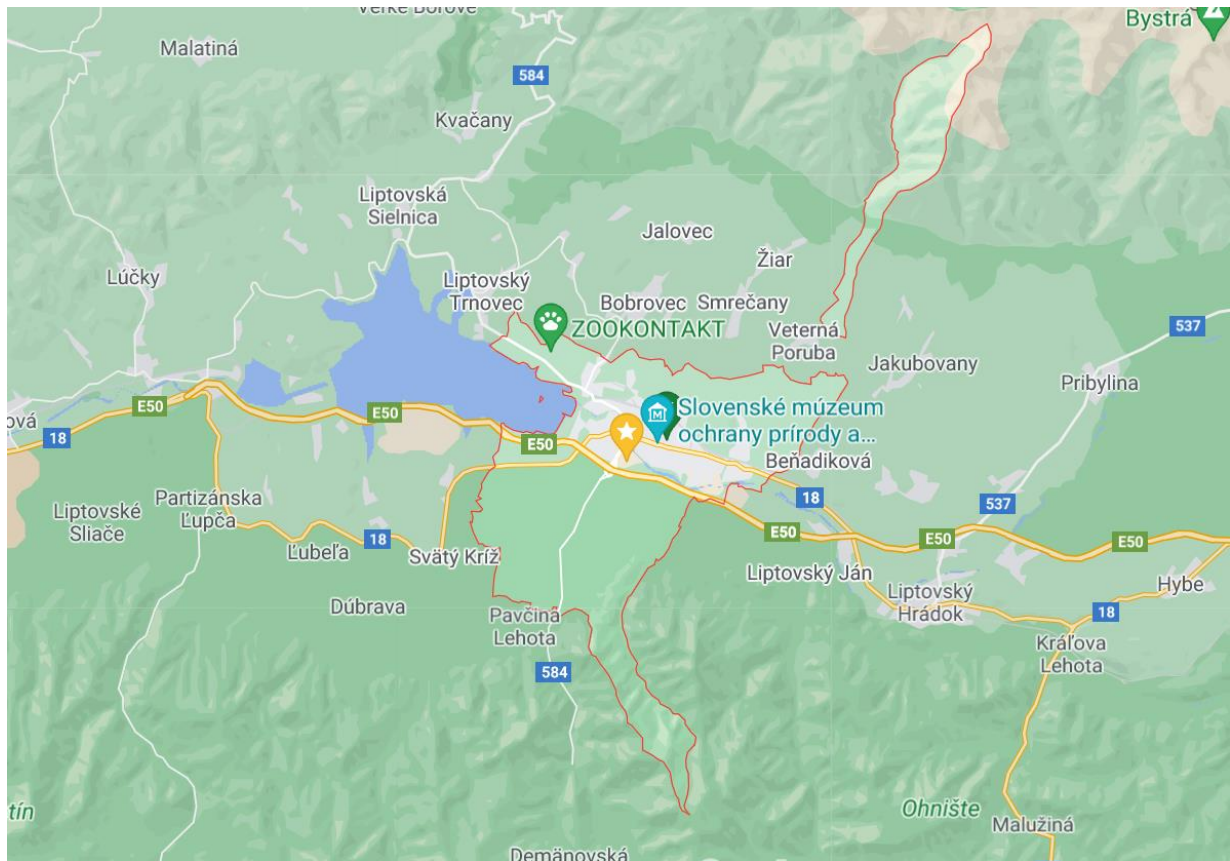 Veľké Borové
Bystrá
Malatiná
584
Kvačany
Liptovská
Sielnica
Jalovec
Žiar
Lúčky
Liptovský
Trnovec
Bobrovec
Smrečany
ZOOKONTAKT
Veterná
Poruba
537
Jakubovany
Pribylina
E50
E50
ová
18
E50
Slovenské múzeum
ochrany prírody a...
Beňadiková
Partizánska
Ľupča
Liptovské
Sliače
18
537
18
Ľubeľa
Svätý Kríž
E50
E50
E50
Liptovský Ján
Hybe
Liptovský
Hrádok
Dúbrava
Pavčina
Lehota
18
Kráľova
Lehota
584
tín
Ohnište
Malužiná
Demänovská